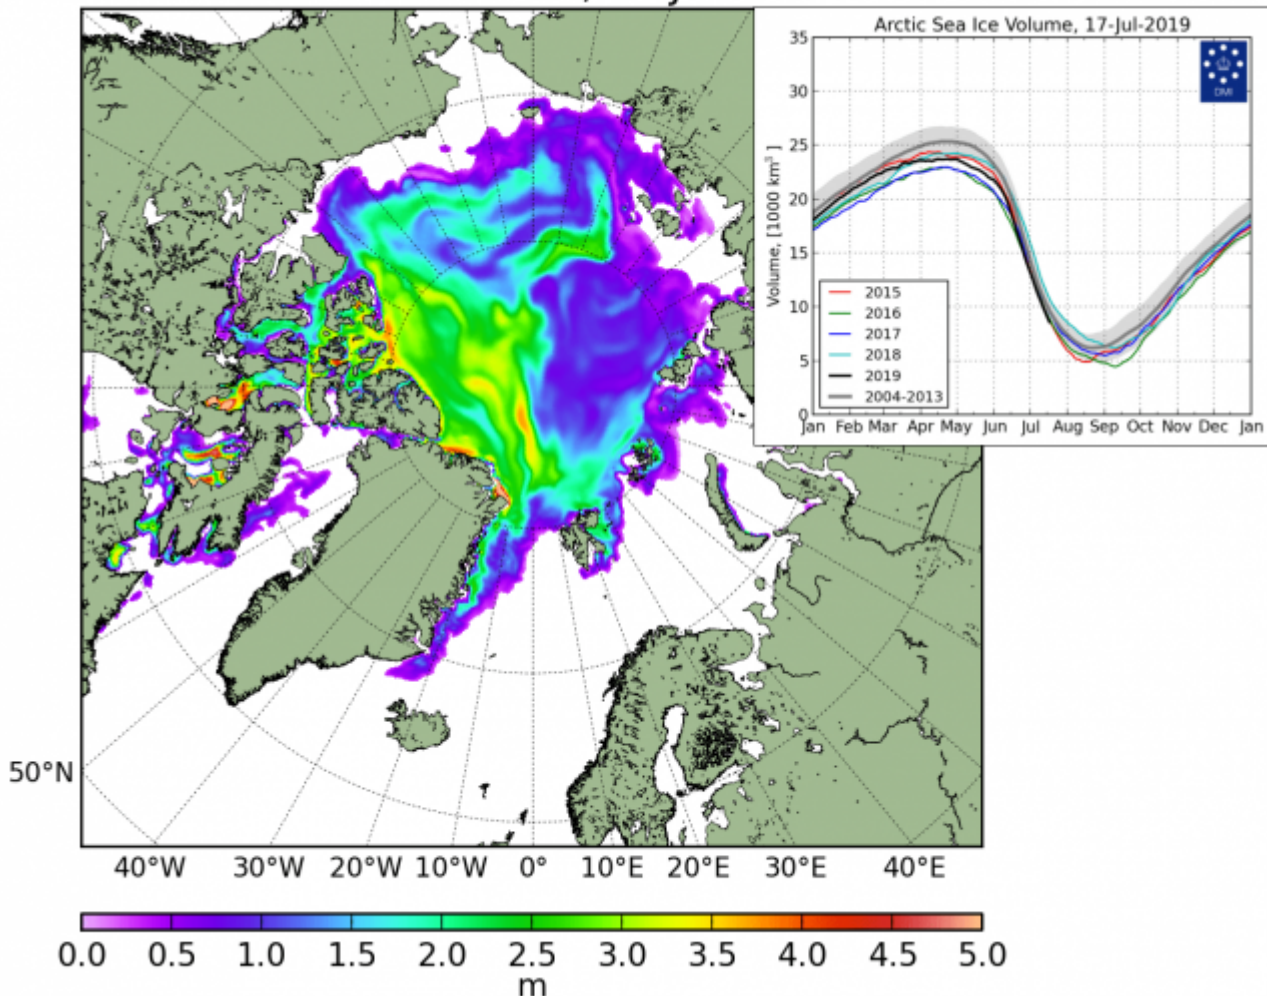 Arctic Sea Ice Volume, 17-Jul-2019
35
30
25
20
15
10
5
0
Volume, [1000 km³ ]
DMI
2015
2016
2017
2018
2019
2004-2013
Jan Feb Mar Apr May Jun Jul Aug Sep Oct Nov Dec Jan
50°N
40°W 30°W 20°W 10°W 0° 10°E 20°E 30°E 40°E
0.0 0.5 1.0 1.5 2.0 2.5 3.0 3.5 4.0 4.5 5.0
m